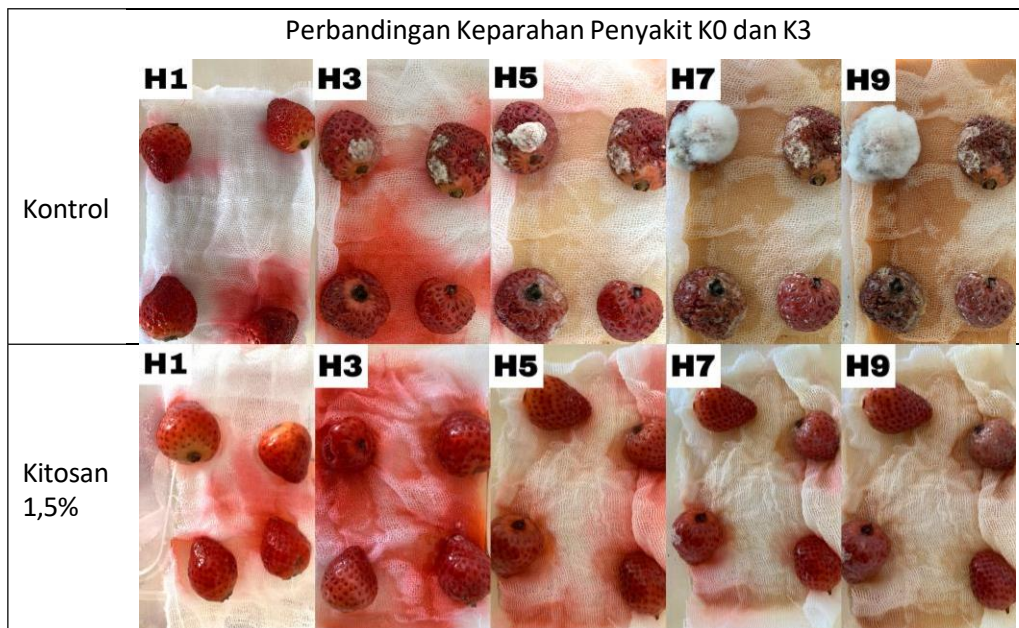 Perbandingan Keparahan Penyakit K0 dan K3
H1 H3 H5 H7 H9
Kontrol
H1 H3 H5 H7 H9
Kitosan
1,5%